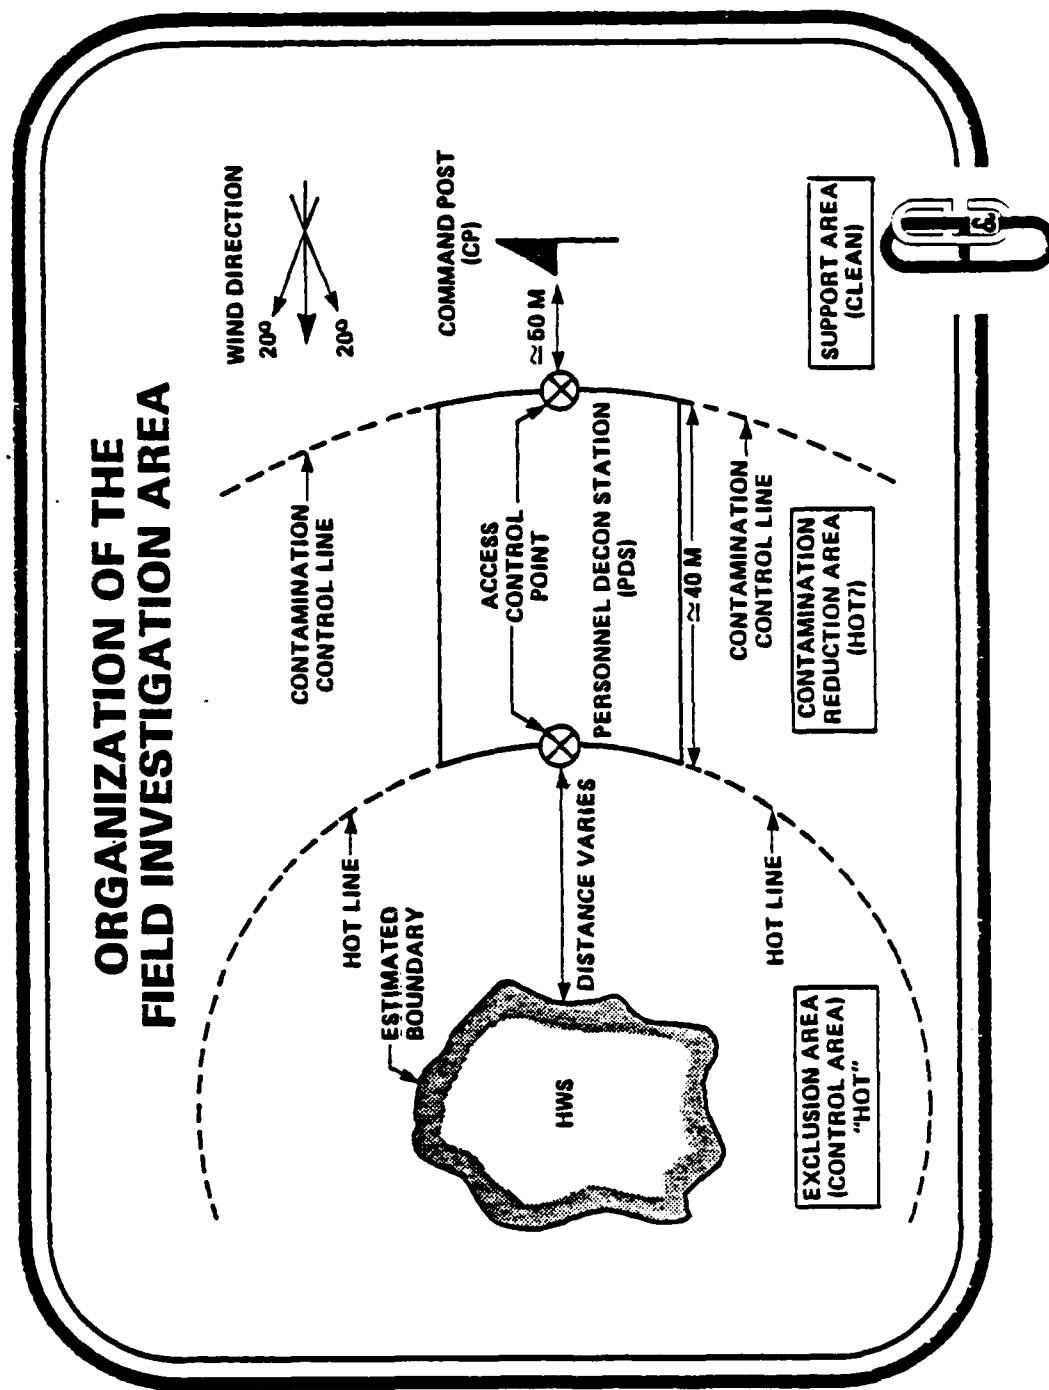 ORGANIZATION OF THE
FIELD INVESTIGATION AREA
WIND DIRECTION
20º
20º
CONTAMINATION
CONTROL LINE
HOT LINE
ESTIMATED
BOUNDARY
COMMAND POST
(CP)
≃50 M
ACCESS
CONTROL
POINT
PERSONNEL DECON STATION
(PDS)
≃40 M
DISTANCE VARIES
HWS
HOT LINE
CONTAMINATION
CONTROL LINE
EXCLUSION AREA
(CONTROL AREA)
"HOT"
CONTAMINATION
REDUCTION AREA
(HOT?)
SUPPORT AREA
(CLEAN)